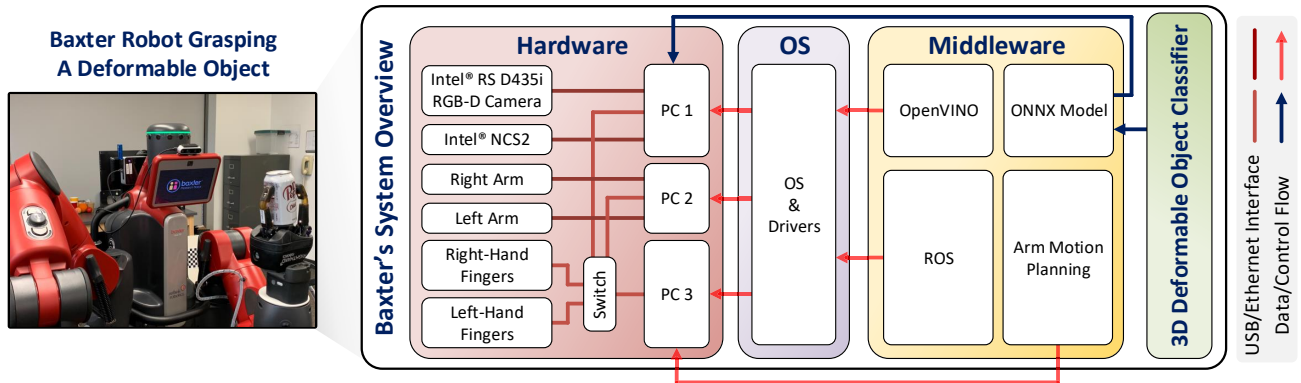 Baxter Robot Grasping
A Deformable Object
baxter
Baxter's System Overview
Hardware
Intel® RS D435i
RGB-D Camera
Intel® NCS2
Right Arm
Left Arm
Right-Hand
Fingers
Left-Hand
Fingers
Switch
PC 1
PC 2
PC 3
OS
OS
&
Drivers
Middleware
OpenVINO
ONNX Model
ROS
Arm Motion
Planning
3D Deformable Object Classifier
USB/Ethernet Interface
Data/Control Flow